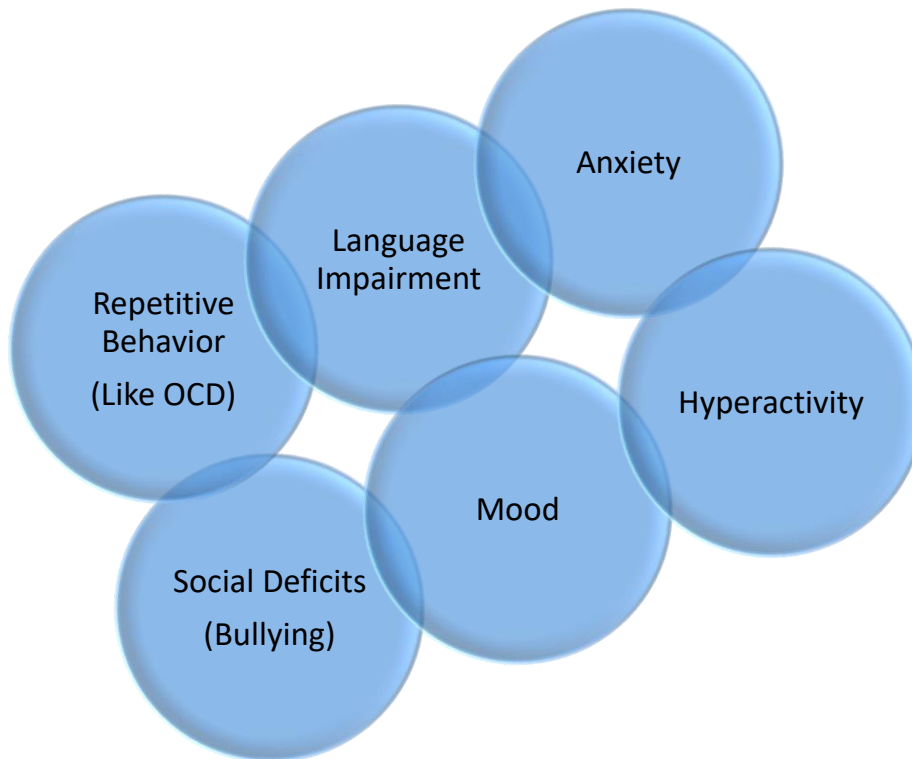 Anxiety
Language
Impairment
Repetitive
Behavior
(Like OCD)
Hyperactivity
Mood
Social Deficits
(Bullying)